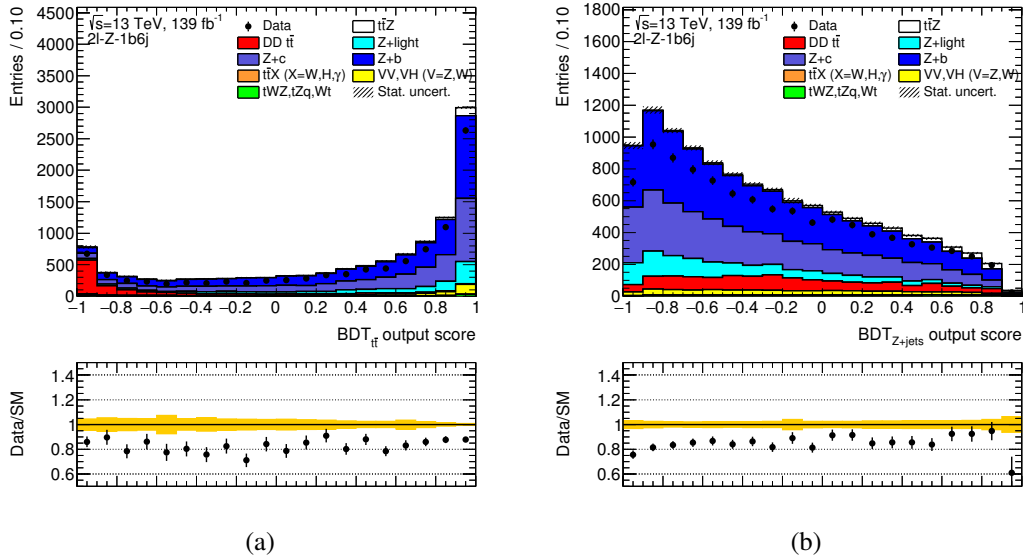 √s=13 TeV, 139 fb⁻¹
2l-Z-1b6j
Data
tt̄Z
DD tt̄
Z+light
Z+c
Z+b
tt̄X (X=W,H,γ)
VV,VH (V=Z,W)
tWZ,tZq,Wt
Stat. uncert.
Entries / 0.10
5000
4500
4000
3500
3000
2500
2000
1500
1000
500
0
−1 −0.8 −0.6 −0.4 −0.2 0 0.2 0.4 0.6 0.8 1
BDT_tt̄ output score
Data/SM
1.4
1.2
1
0.8
0.6
(a)
√s=13 TeV, 139 fb⁻¹
2l-Z-1b6j
Data
tt̄Z
DD tt̄
Z+light
Z+c
Z+b
tt̄X (X=W,H,γ)
VV,VH (V=Z,W)
tWZ,tZq,Wt
Stat. uncert.
Entries / 0.10
1800
1600
1400
1200
1000
800
600
400
200
0
−1 −0.8 −0.6 −0.4 −0.2 0 0.2 0.4 0.6 0.8 1
BDT_Z+jets output score
Data/SM
1.4
1.2
1
0.8
0.6
(b)